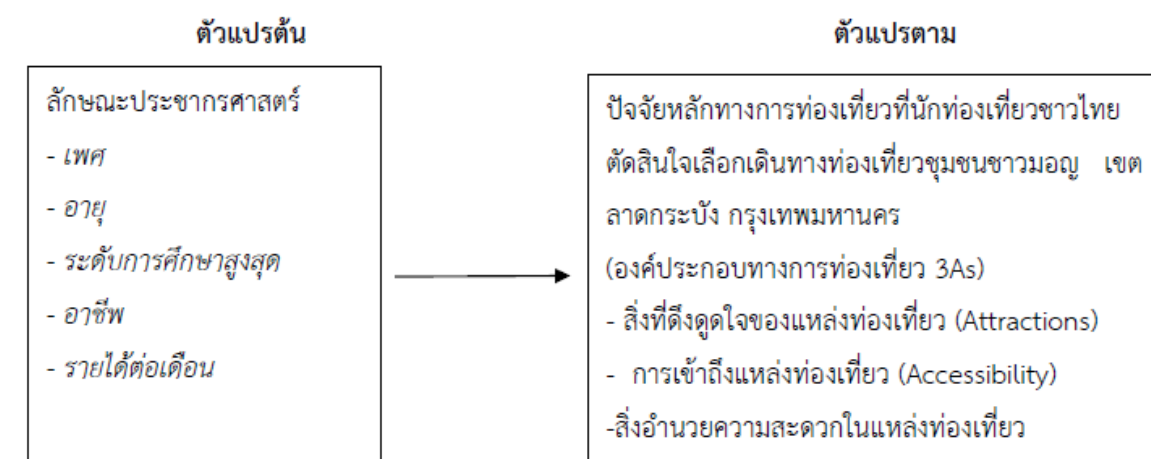 ตัวแปรต้น
ลักษณะประชากรศาสตร์
- เพศ
- อายุ
- ระดับการศึกษาสูงสุด
- อาชีพ
- รายได้ต่อเดือน
ตัวแปรตาม
ปัจจัยหลักทางการท่องเที่ยวที่นักท่องเที่ยวชาวไทย
ตัดสินใจเลือกเดินทางท่องเที่ยวชุมชนชาวมอญ เขต
ลาดกระบัง กรุงเทพมหานคร
(องค์ประกอบทางการท่องเที่ยว 3As)
- สิ่งที่ดึงดูดใจของแหล่งท่องเที่ยว (Attractions)
- การเข้าถึงแหล่งท่องเที่ยว (Accessibility)
-สิ่งอำนวยความสะดวกในแหล่งท่องเที่ยว